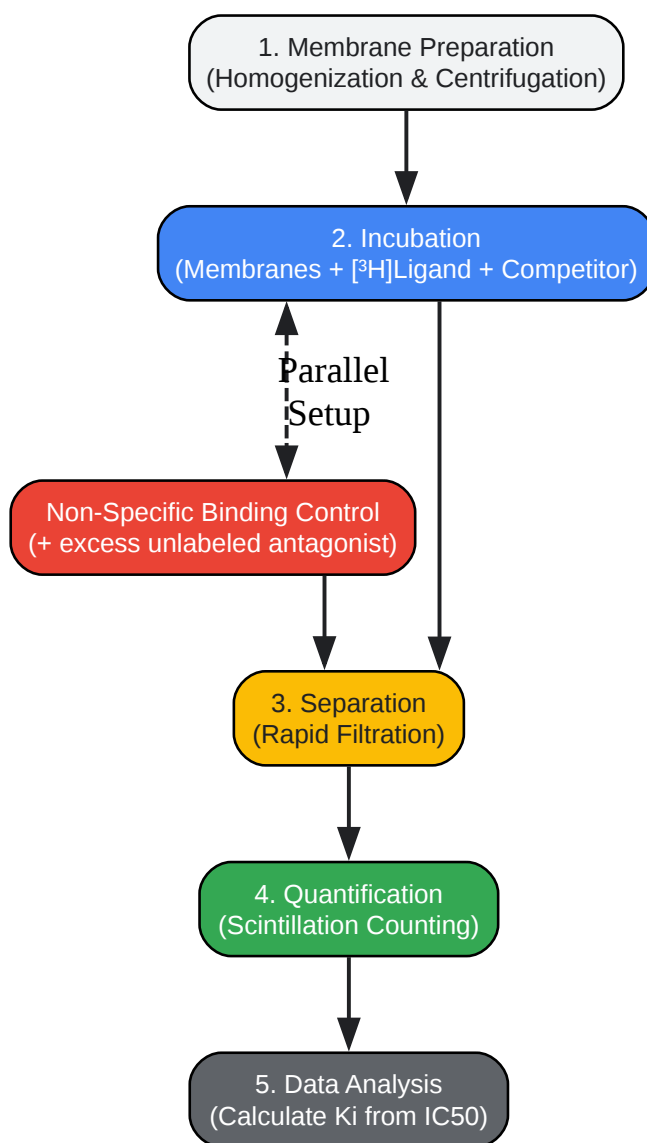 1. Membrane Preparation
(Homogenization & Centrifugation)
2. Incubation
(Membranes + [³H]Ligand + Competitor)
Parallel
Setup
Non-Specific Binding Control
(+ excess unlabeled antagonist)
3. Separation
(Rapid Filtration)
4. Quantification
(Scintillation Counting)
5. Data Analysis
(Calculate Ki from IC50)